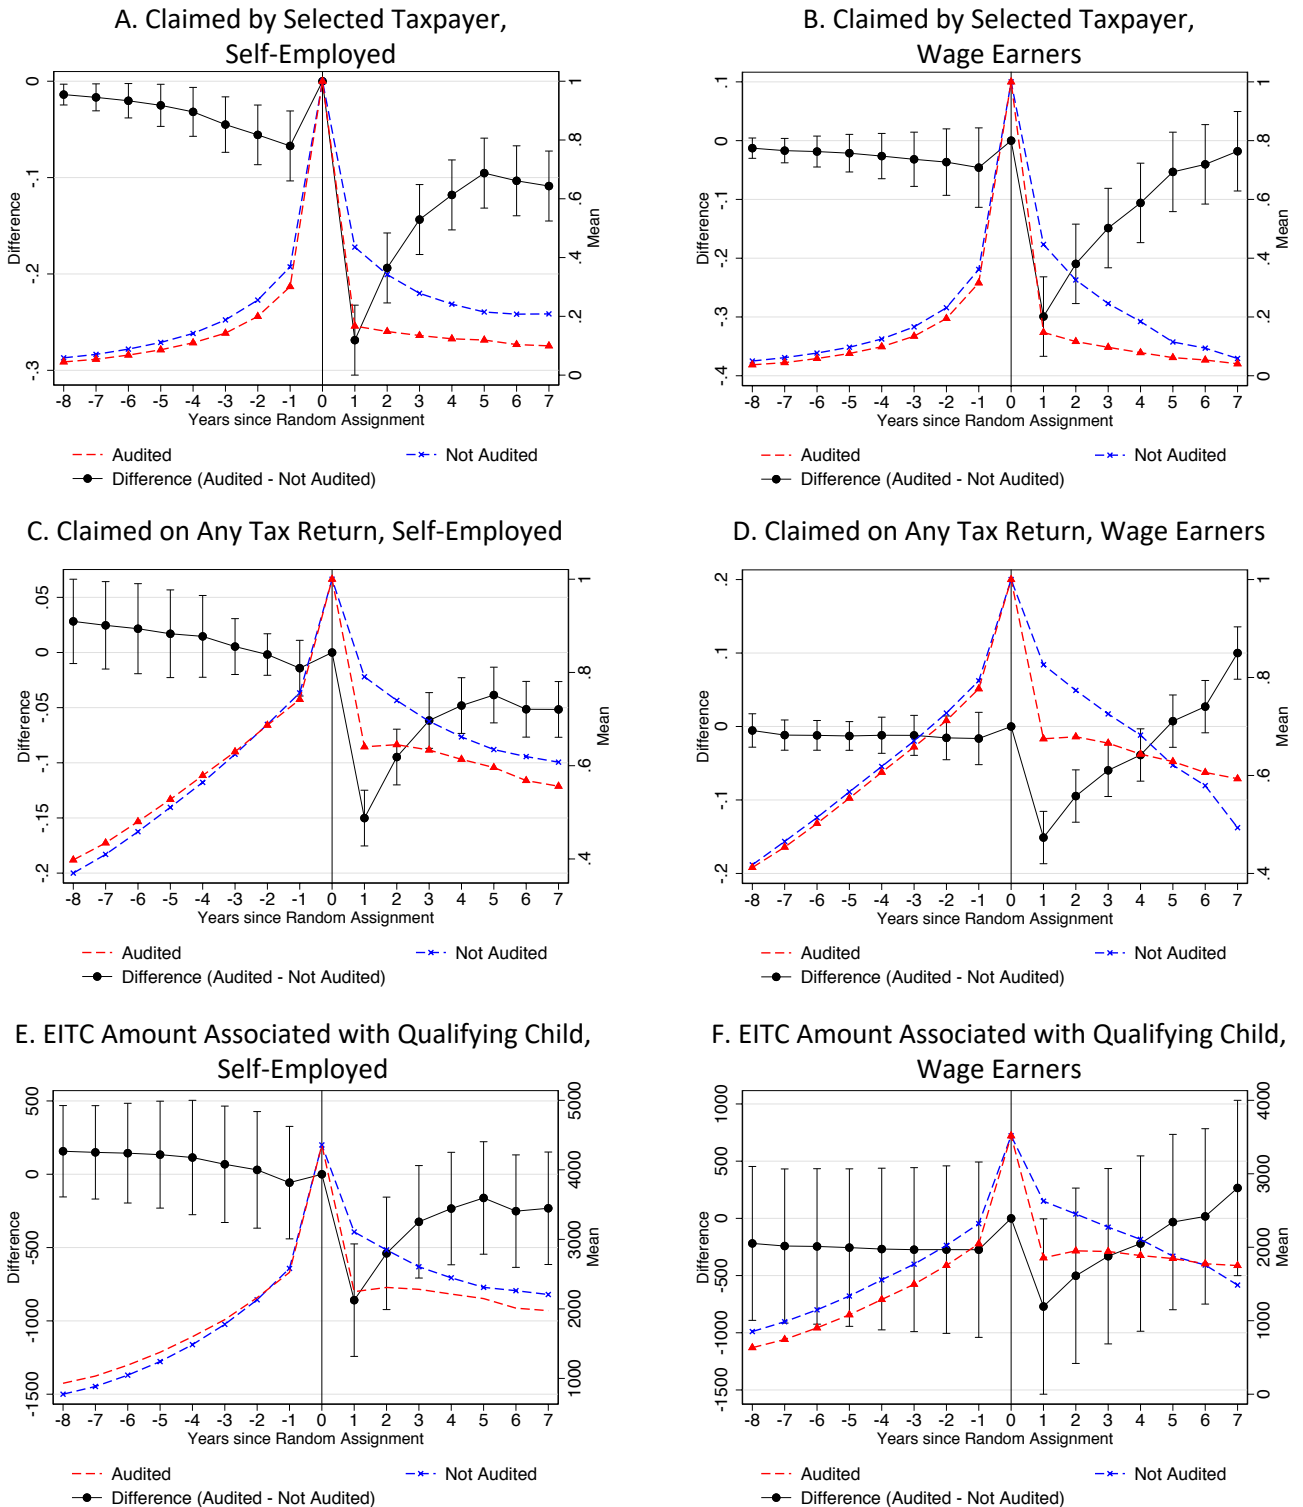 A. Claimed by Selected Taxpayer,
Self-Employed
0
-.1
-.2
-.3
Difference
1
.8
.6
.4
.2
0
Mean
-8 -7 -6 -5 -4 -3 -2 -1 0 1 2 3 4 5 6 7
Years since Random Assignment
Audited
Not Audited
Difference (Audited - Not Audited)
B. Claimed by Selected Taxpayer,
Wage Earners
.1
0
-.1
-.2
-.3
-.4
Difference
1
.8
.6
.4
.2
0
Mean
-8 -7 -6 -5 -4 -3 -2 -1 0 1 2 3 4 5 6 7
Years since Random Assignment
Audited
Not Audited
Difference (Audited - Not Audited)
C. Claimed on Any Tax Return, Self-Employed
.05
0
-.05
-.1
-.15
-.2
Difference
1
.8
.6
.4
Mean
-8 -7 -6 -5 -4 -3 -2 -1 0 1 2 3 4 5 6 7
Years since Random Assignment
Audited
Not Audited
Difference (Audited - Not Audited)
D. Claimed on Any Tax Return, Wage Earners
.2
.1
0
-.1
-.2
Difference
1
.8
.6
.4
Mean
-8 -7 -6 -5 -4 -3 -2 -1 0 1 2 3 4 5 6 7
Years since Random Assignment
Audited
Not Audited
Difference (Audited - Not Audited)
E. EITC Amount Associated with Qualifying Child,
Self-Employed
500
0
-500
-1000
-1500
Difference
5000
4000
3000
2000
1000
Mean
-8 -7 -6 -5 -4 -3 -2 -1 0 1 2 3 4 5 6 7
Years since Random Assignment
Audited
Not Audited
Difference (Audited - Not Audited)
F. EITC Amount Associated with Qualifying Child,
Wage Earners
1000
500
0
-500
-1000
-1500
Difference
4000
3000
2000
1000
0
Mean
-8 -7 -6 -5 -4 -3 -2 -1 0 1 2 3 4 5 6 7
Years since Random Assignment
Audited
Not Audited
Difference (Audited - Not Audited)